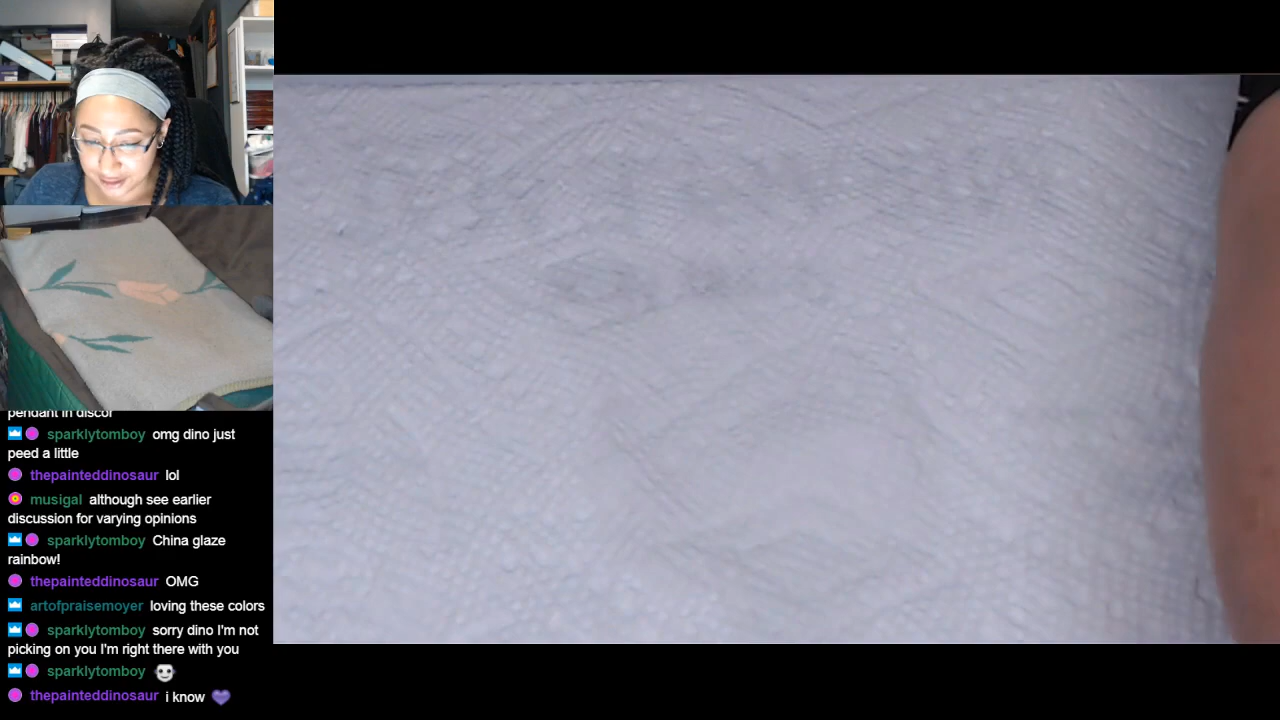 pendant in discor
sparklytomboy omg dino just
peed a little
thepainteddinosaur lol
musigal although see earlier
discussion for varying opinions
sparklytomboy China glaze
rainbow!
thepainteddinosaur OMG
artofpraisemoyer loving these colors
sparklytomboy sorry dino I'm not
picking on you I'm right there with you
sparklytomboy
thepainteddinosaur i know